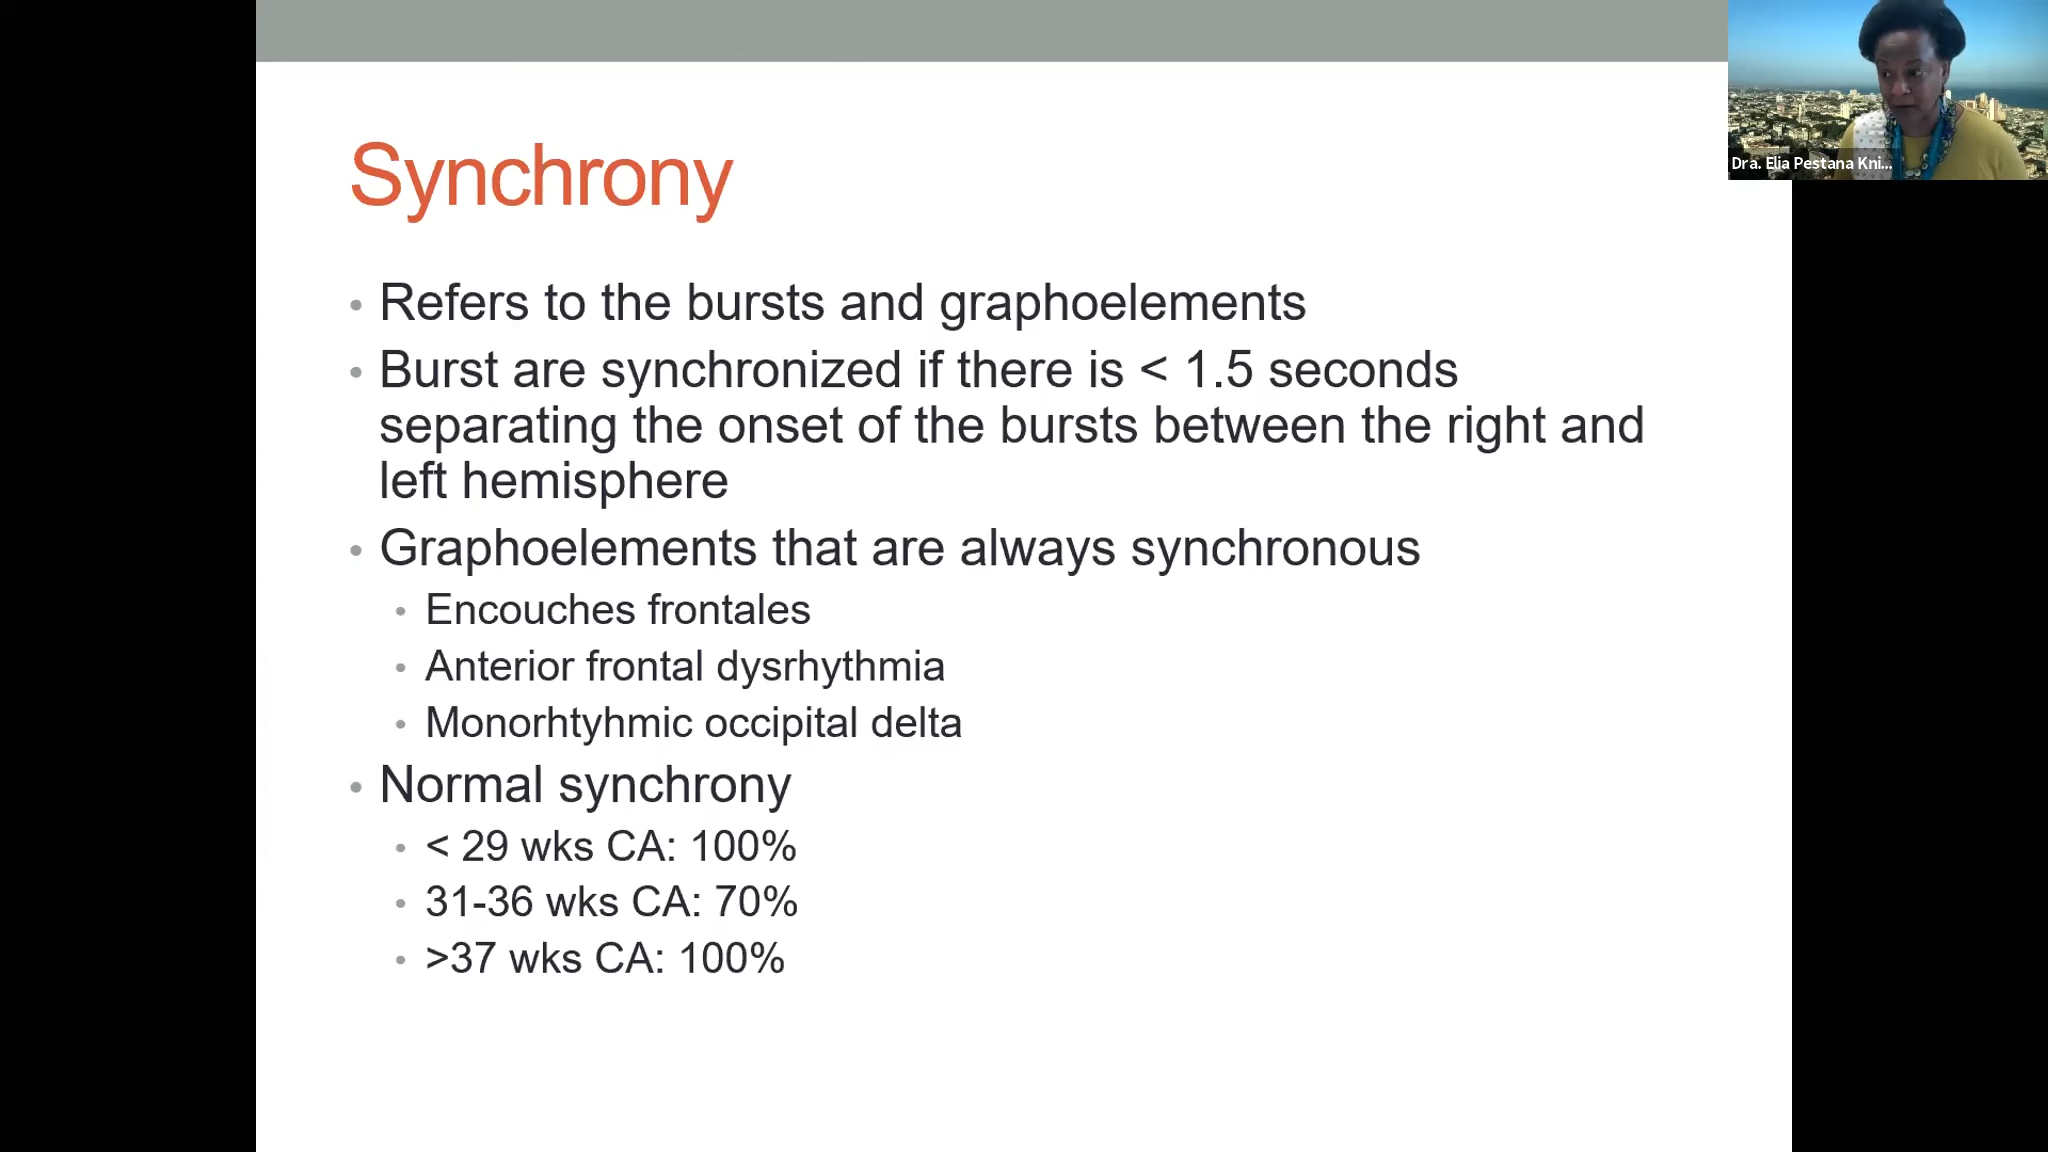 Synchrony
• Refers to the bursts and graphoelements
• Burst are synchronized if there is < 1.5 seconds
separating the onset of the bursts between the right and
left hemisphere
• Graphoelements that are always synchronous
• Encouches frontales
• Anterior frontal dysrhythmia
• Monorhtyhmic occipital delta
• Normal synchrony
• < 29 wks CA: 100%
• 31-36 wks CA: 70%
• >37 wks CA: 100%
Dra. Elia Pestana Kni...